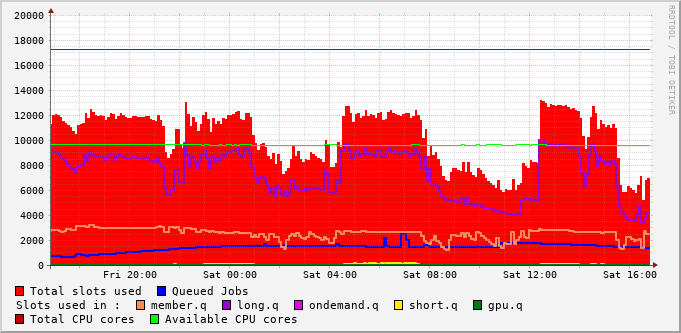 20000
18000
16000
14000
12000
10000
8000
6000
4000
2000
0
Fri 20:00 Sat 00:00 Sat 04:00 Sat 08:00 Sat 12:00 Sat 16:00
Total slots used Queued Jobs
Slots used in : member.q long.q ondemand.q short.q gpu.q
Total CPU cores Available CPU cores
RRDTOOL / TOBI OETIKER